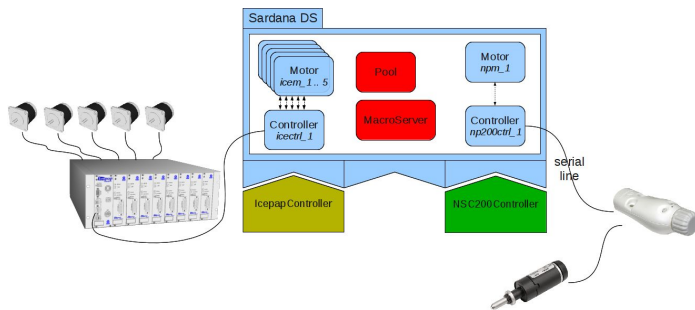 Sardana DS
Motor
icem_1 .. 5
Pool
Motor
npm_1
Controller
icectrl_1
MacroServer
Controller
np200ctrl_1
serial
line
IcepapController
NSC200Controller